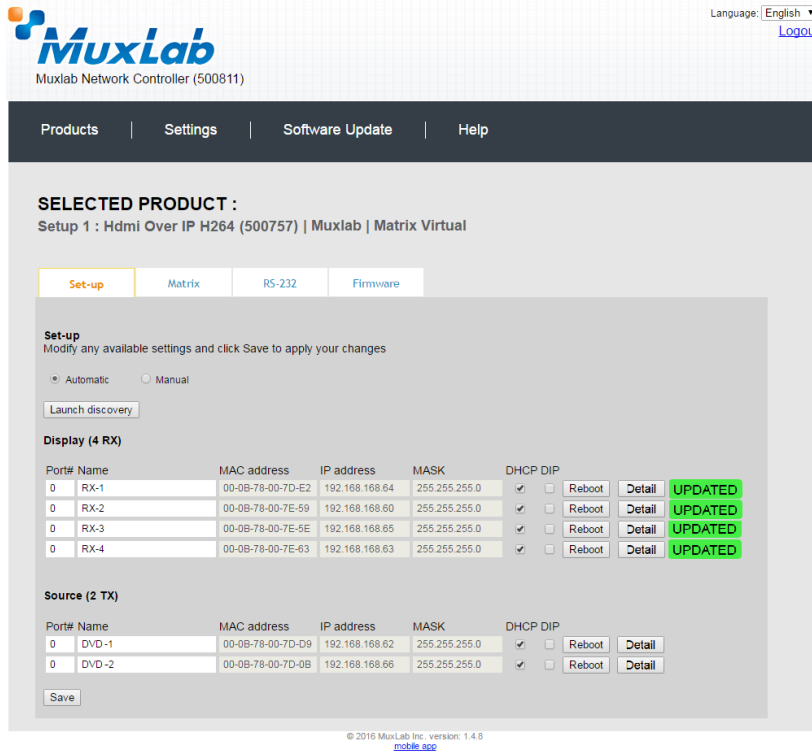 Language: English
Logou
MuxLab
Muxlab Network Controller (500811)
Products | Settings | Software Update | Help
SELECTED PRODUCT :
Setup 1 : Hdmi Over IP H264 (500757) | Muxlab | Matrix Virtual
Set-up Matrix RS-232 Firmware
Set-up
Modify any available settings and click Save to apply your changes
Automatic Manual
Launch discovery
Display (4 RX)
Port# Name MAC address IP address MASK DHCP DIP
0 RX-1 00-0B-78-00-7D-E2 192.168.168.64 255.255.255.0 Reboot Detail UPDATED
0 RX-2 00-0B-78-00-7E-59 192.168.168.60 255.255.255.0 Reboot Detail UPDATED
0 RX-3 00-0B-78-00-7E-5E 192.168.168.65 255.255.255.0 Reboot Detail UPDATED
0 RX-4 00-0B-78-00-7E-63 192.168.168.63 255.255.255.0 Reboot Detail UPDATED
Source (2 TX)
Port# Name MAC address IP address MASK DHCP DIP
0 DVD-1 00-0B-78-00-7D-D9 192.168.168.62 255.255.255.0 Reboot Detail
0 DVD-2 00-0B-78-00-7D-0B 192.168.168.66 255.255.255.0 Reboot Detail
Save
© 2016 MuxLab Inc. version: 1.4.8
mobile app